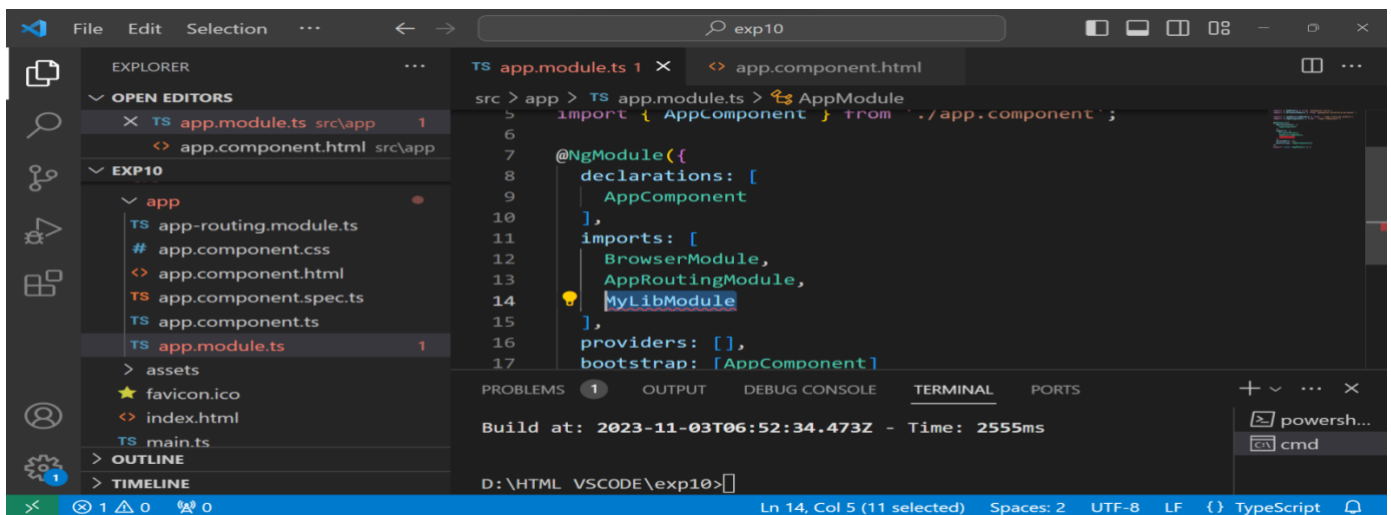 File Edit Selection ··· ← → exp10
EXPLORER ···
OPEN EDITORS
TS app.module.ts src\app 1
<> app.component.html src\app
EXP10
app
TS app-routing.module.ts
# app.component.css
<> app.component.html
TS app.component.spec.ts
TS app.component.ts
TS app.module.ts 1
> assets
favicon.ico
<> index.html
TS main.ts
> OUTLINE
> TIMELINE
TS app.module.ts 1 × <> app.component.html ···
src > app > TS app.module.ts > AppModule
5 import { AppComponent } from './app.component';
6
7 @NgModule({
8 declarations: [
9 AppComponent
10 ],
11 imports: [
12 BrowserModule,
13 AppRoutingModule,
14 MyLibModule
15 ],
16 providers: [],
17 bootstrap: [AppComponent]
PROBLEMS 1 OUTPUT DEBUG CONSOLE TERMINAL PORTS
Build at: 2023-11-03T06:52:34.473Z - Time: 2555ms
D:\HTML VSCODE\exp10>
powersh...
cmd
1
1 0 0 Ln 14, Col 5 (11 selected) Spaces: 2 UTF-8 LF {} TypeScript